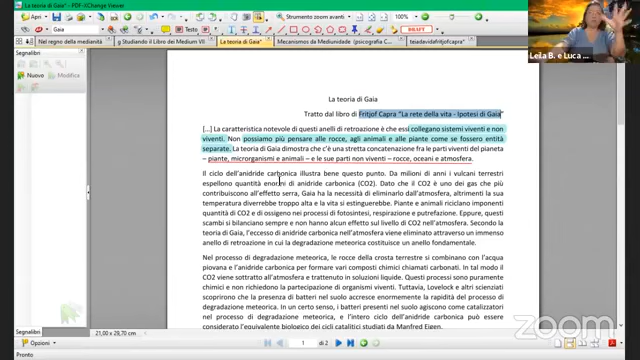 La teoria di Gaia* - PDF-XChange Viewer
Strumento zoom avanti
100%
Gaia
Testo
DRAFT
Nel regno della medianità
g Studiando il Libro dei Medium VII
La teoria di Gaia*
Mecanismos da Mediunidade (psicografia C
teiadavidafritjofcapra*
Segnalibri
Nuovo
Leila B. e Luca ...
La teoria di Gaia
Tratto dal libro di Fritjof Capra "La rete della vita - Ipotesi di Gaia"
[...] La caratteristica notevole di questi anelli di retroazione è che essi collegano sistemi viventi e non
viventi. Non possiamo più pensare alle rocce, agli animali e alle piante come se fossero entità
separate. La teoria di Gaia dimostra che c'è una stretta concatenazione fra le parti viventi del pianeta
– piante, microrganismi e animali – e le sue parti non viventi – rocce, oceani e atmosfera.
Il ciclo dell'anidride carbonica illustra bene questo punto. Da milioni di anni i vulcani terrestri
espellono quantità enormi di anidride carbonica (CO2). Dato che il CO2 è uno dei gas che più
contribuiscono all'effetto serra, Gaia ha la necessità di eliminarlo dall'atmosfera, altrimenti la sua
temperatura diverrebbe troppo alta e la vita si estinguerebbe. Piante e animali riciclano imponenti
quantità di CO2 e di ossigeno nei processi di fotosintesi, respirazione e putrefazione. Eppure, questi
scambi si bilanciano sempre e non hanno alcun effetto sul livello di CO2 nell'atmosfera. Secondo la
teoria di Gaia, l'eccesso di anidride carbonica nell'atmosfera viene eliminato attraverso un immenso
anello di retroazione in cui la degradazione meteorica costituisce un anello fondamentale.
Nel processo di degradazione meteorica, le rocce della crosta terrestre si combinano con l'acqua
piovana e l'anidride carbonica per formare vari composti chimici chiamati carbonati. In tal modo il
CO2 viene sottratto all'atmosfera e trattenuto in soluzioni liquide. Questi processi sono puramente
chimici e non richiedono la partecipazione di organismi viventi. Tuttavia, Lovelock e altri scienziati
scoprirono che la presenza di batteri nel suolo accresce enormemente la rapidità del processo di
degradazione meteorica. In un certo senso, i batteri presenti nel suolo agiscono come catalizzatori
nel processo di degradazione meteorica, e l'intero ciclo dell'anidride carbonica può essere
considerato l'equivalente biologico dei cicli catalitici studiati da Manfred Eigen.
zoom
Segnalibri
21,00 x 29,70 cm
1
di 2
Pronto